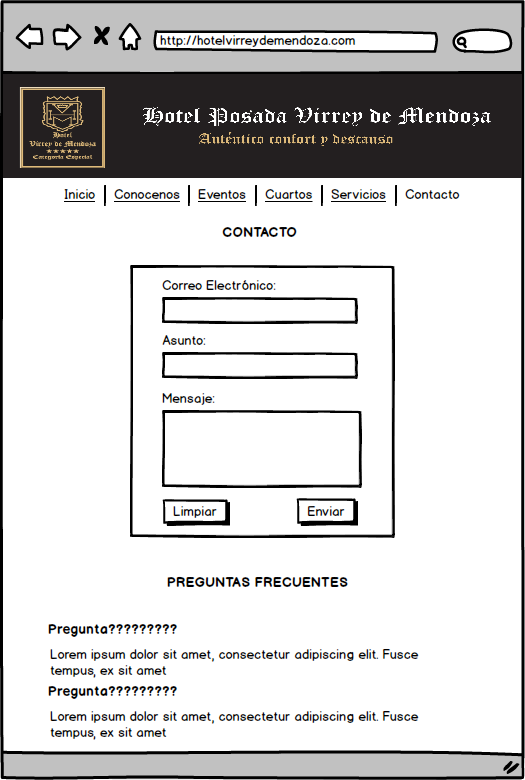 http://hotelvirreydemendoza.com
Hotel
Virrey de Mendoza
★★★★★
Categoría Especial
Hotel Posada Virrey de Mendoza
Auténtico confort y descanso
Inicio | Conocenos | Eventos | Cuartos | Servicios | Contacto
CONTACTO
Correo Electrónico:
Asunto:
Mensaje:
Limpiar Enviar
PREGUNTAS FRECUENTES
Pregunta?????????
Lorem ipsum dolor sit amet, consectetur adipiscing elit. Fusce
tempus, ex sit amet
Pregunta?????????
Lorem ipsum dolor sit amet, consectetur adipiscing elit. Fusce
tempus, ex sit amet